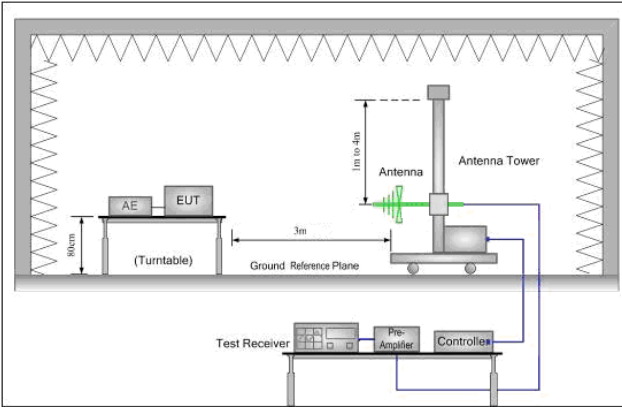 1m to 4m
Antenna
Antenna Tower
AE
EUT
80cm
(Turntable)
3m
Ground Reference Plane
Test Receiver
Pre-
Amplifier
Controller